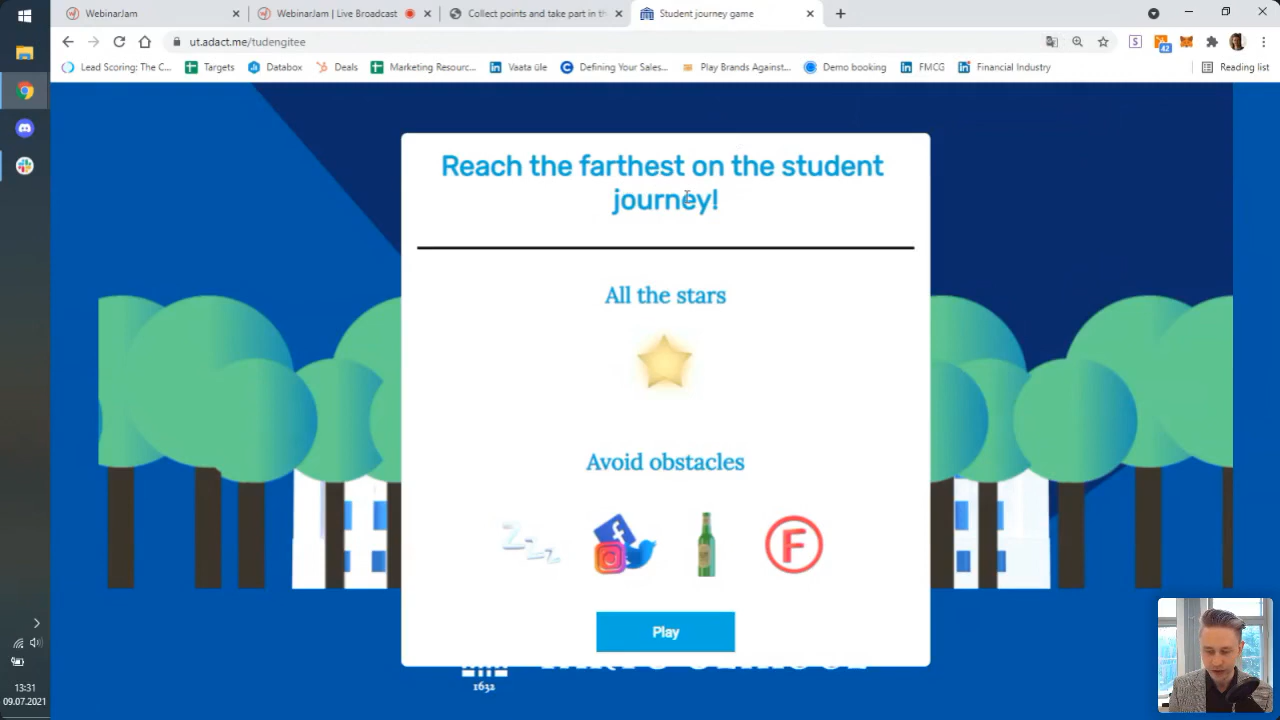 WebinarJam
WebinarJam | Live Broadcast
Collect points and take part in th
Student journey game
ut.adact.me/tudengitee
42
Lead Scoring: The C...
Targets
Databox
Deals
Marketing Resourc...
Vaata üle
Defining Your Sales...
Play Brands Against...
Demo booking
FMCG
Financial Industry
Reading list
Reach the farthest on the student
journey!
All the stars
Avoid obstacles
Z Z Z
F
Play
1632
13:31
09.07.2021